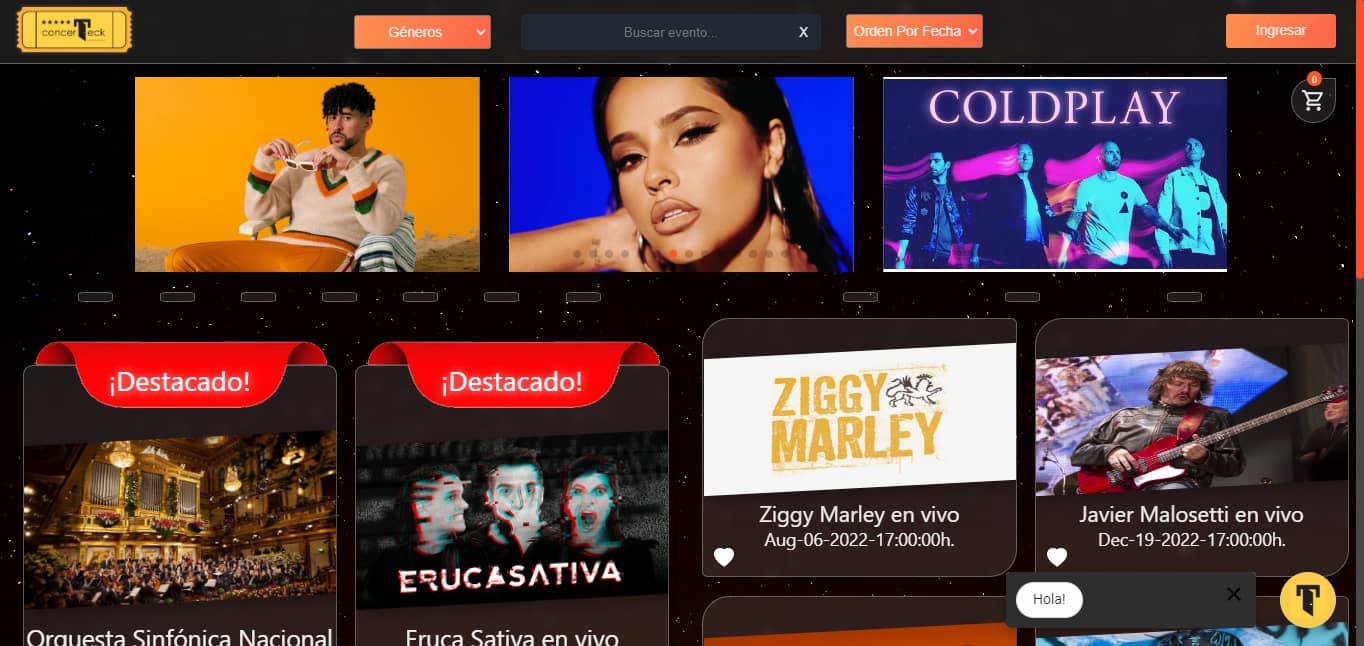 concerTeck
Géneros
Buscar evento...
X
Orden Por Fecha
Ingresar
0
COLDPLAY
¡Destacado!
¡Destacado!
ZIGGY
MARLEY
ERUCASATIVA
Ziggy Marley en vivo
Aug-06-2022-17:00:00h.
Javier Malosetti en vivo
Dec-19-2022-17:00:00h.
Hola!
T
Orquesta Sinfónica Nacional
Eruca Sativa en vivo